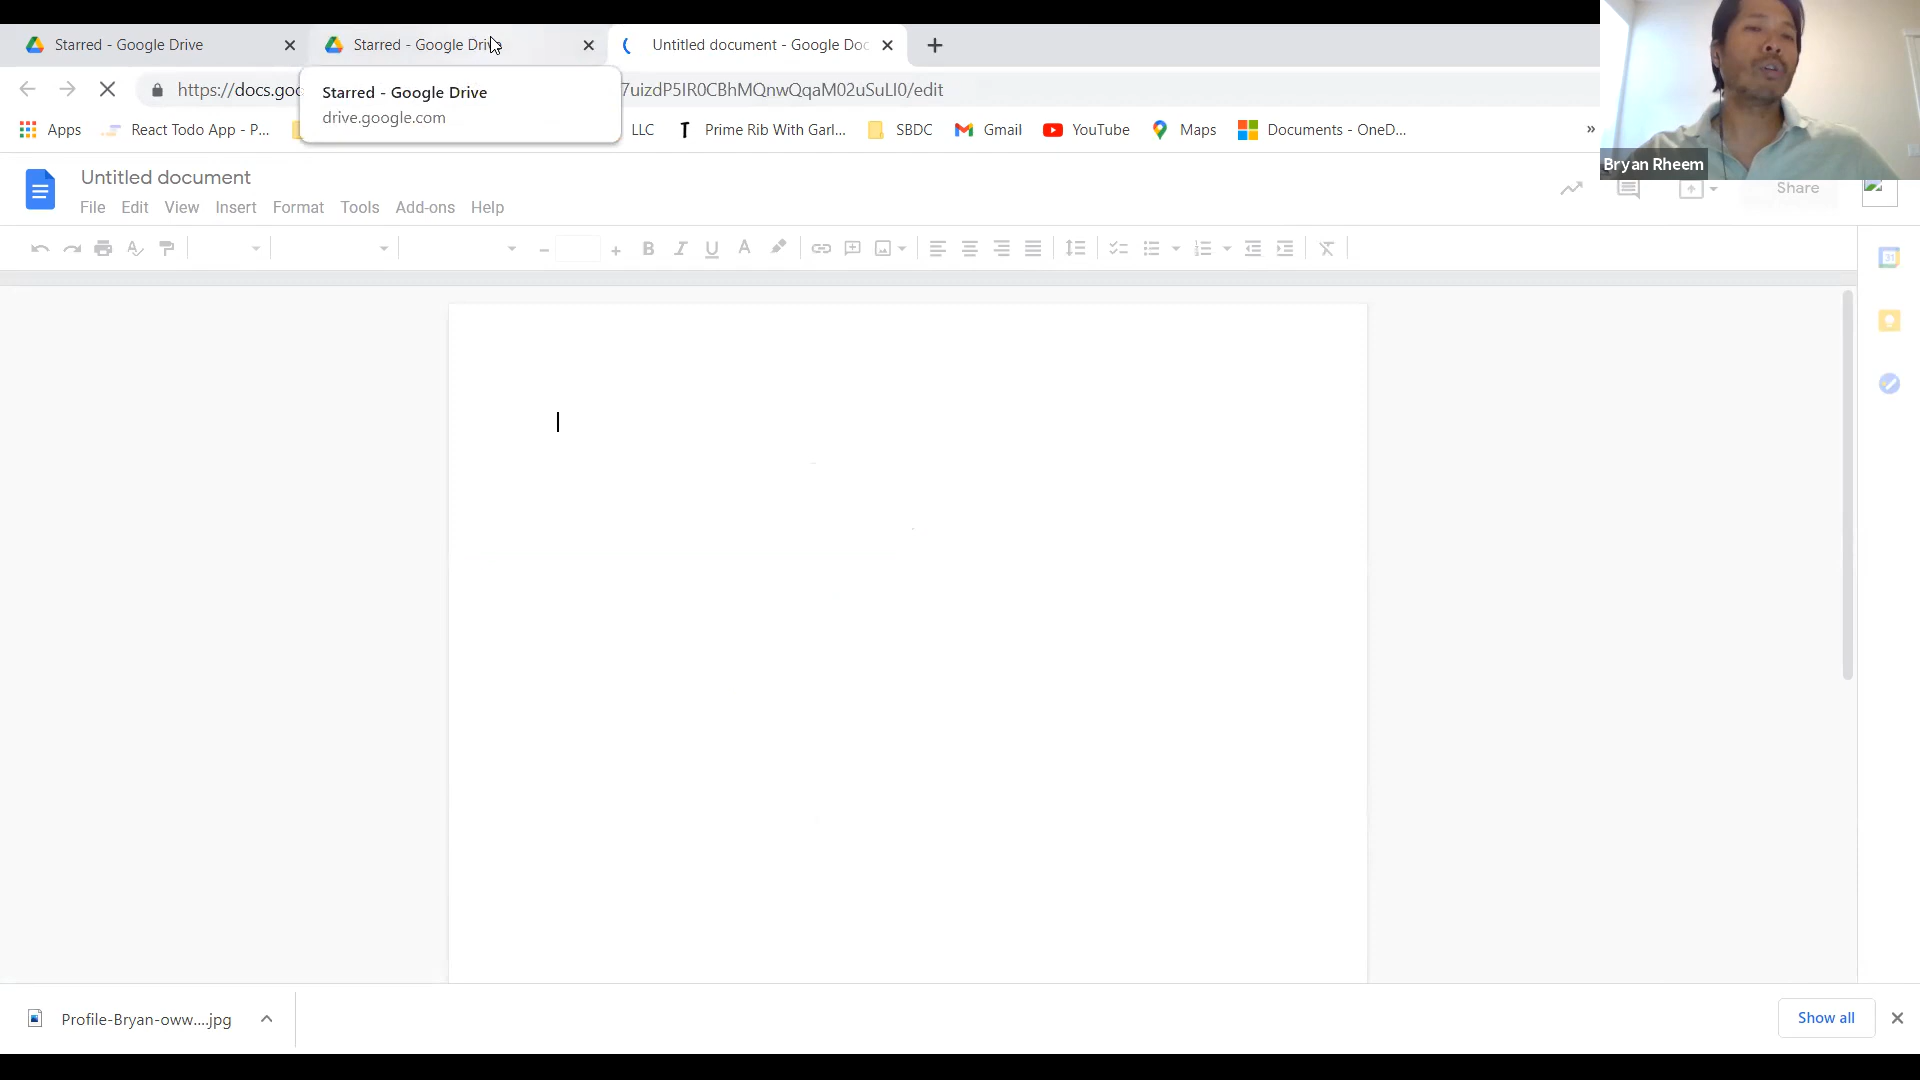 Starred - Google Drive
Starred - Google Drive
Untitled document - Google Doc
https://docs.goo
7uizdP5IR0CBhMQnwQqaM02uSuLI0/edit
Starred - Google Drive
drive.google.com
Apps
React Todo App - P...
LLC
Prime Rib With Garl...
SBDC
Gmail
YouTube
Maps
Documents - OneD...
»
Bryan Rheem
Untitled document
File Edit View Insert Format Tools Add-ons Help
Share
31
Profile-Bryan-oww....jpg
Show all